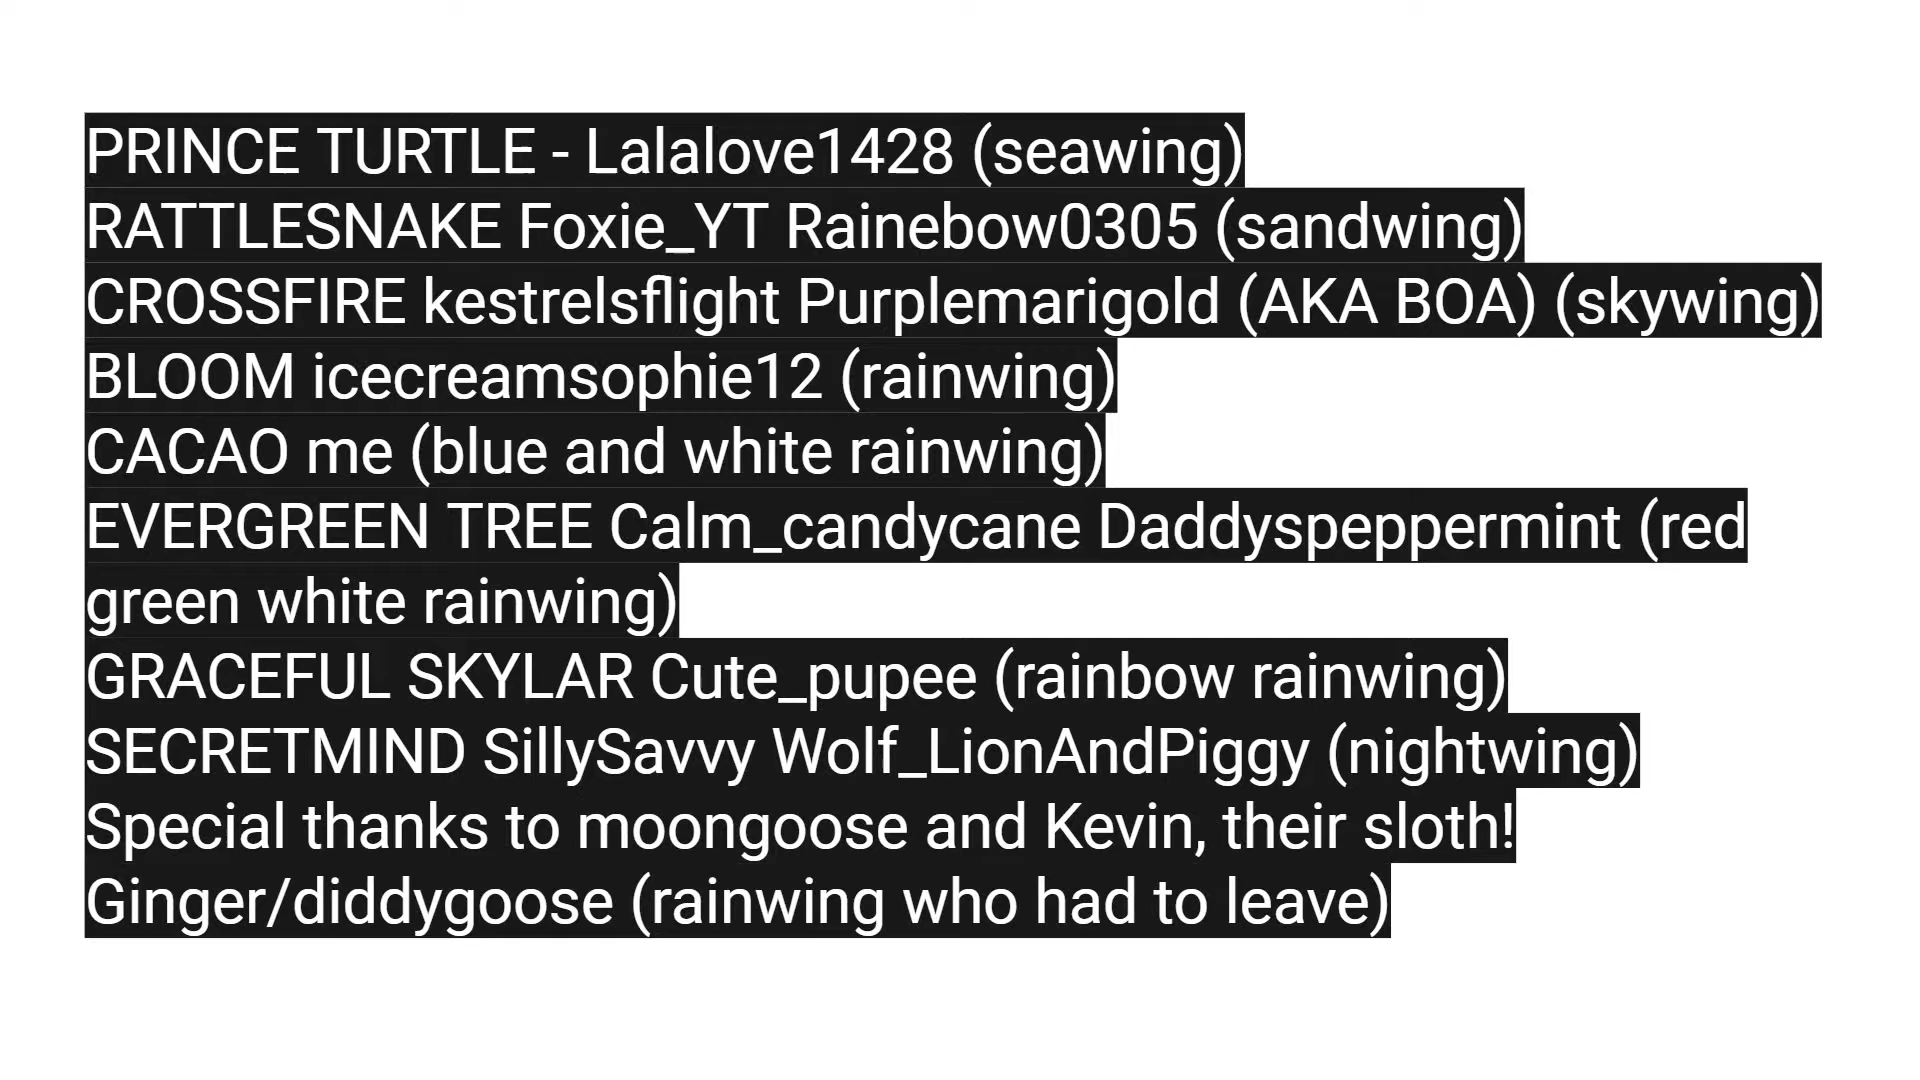 PRINCE TURTLE - Lalalove1428 (seawing)
RATTLESNAKE Foxie_YT Rainebow0305 (sandwing)
CROSSFIRE kestrelsflight Purplemarigold (AKA BOA) (skywing)
BLOOM icecreamsophie12 (rainwing)
CACAO me (blue and white rainwing)
EVERGREEN TREE Calm_candycane Daddyspeppermint (red
green white rainwing)
GRACEFUL SKYLAR Cute_pupee (rainbow rainwing)
SECRETMIND SillySavvy Wolf_LionAndPiggy (nightwing)
Special thanks to moongoose and Kevin, their sloth!
Ginger/diddygoose (rainwing who had to leave)